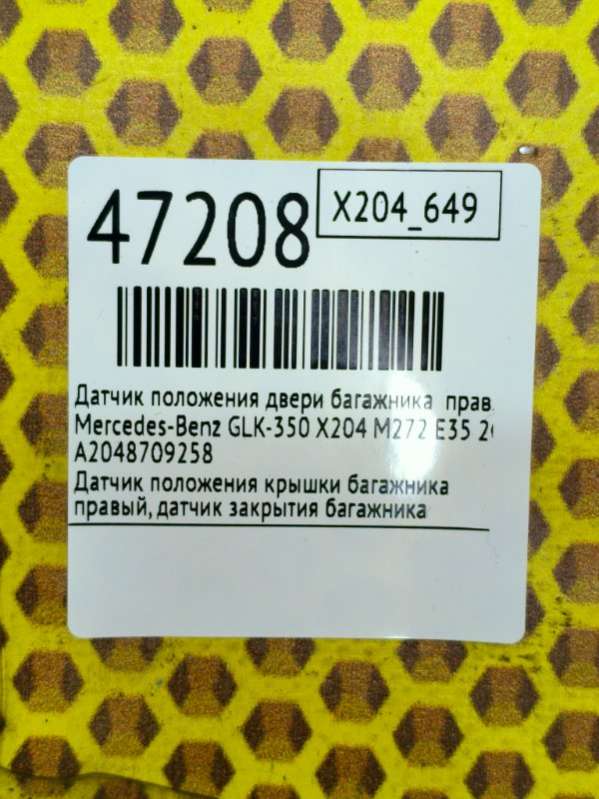 47208
X204_649
Датчик положения двери багажника прав
Mercedes-Benz GLK-350 X204 M272 E35
A2048709258
Датчик положения крышки багажника
правый, датчик закрытия багажника